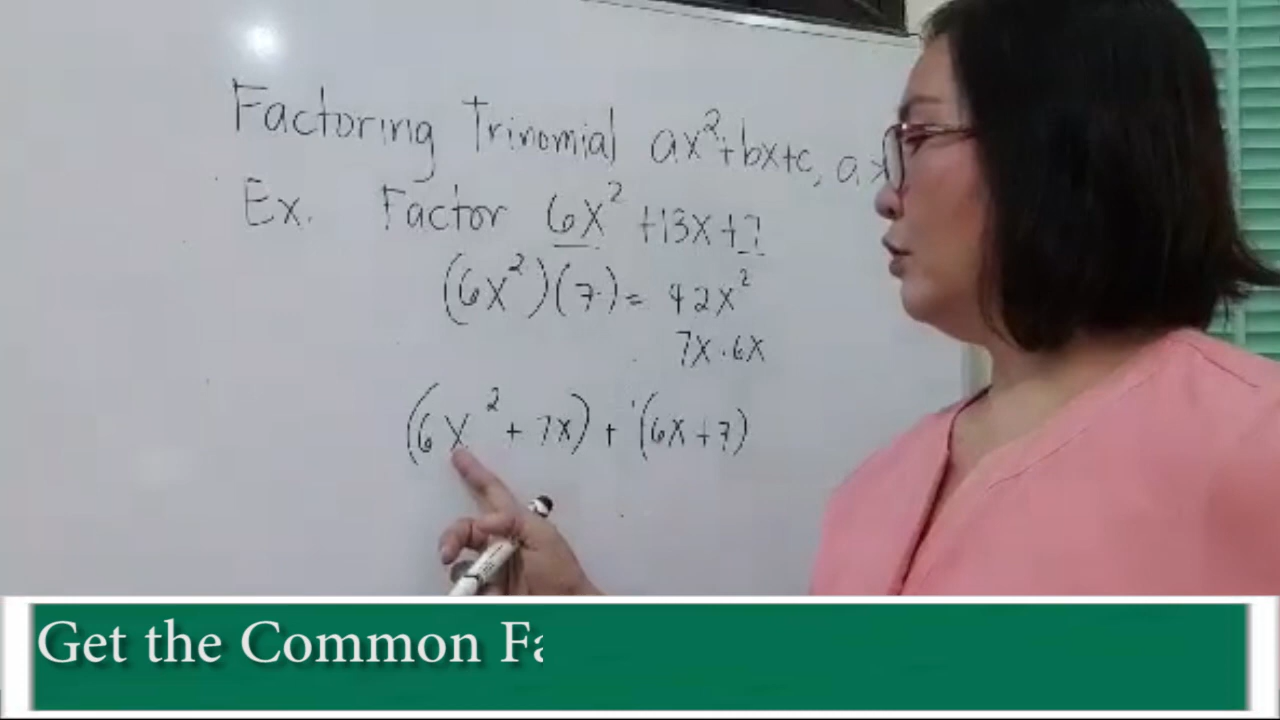 Factoring Trinomial ax²+bx+c, a
Ex. Factor 6x² +13x+7
(6x²)(7)= 42x²
7x.6x
(6x² + 7x) + (6x+7)
Get the Common Fa